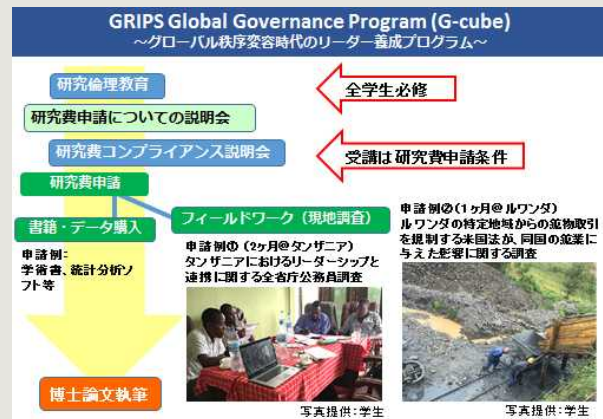 GRIPS Global Governance Program (G-cube)
～グローバル秩序変容時代のリーダー養成プログラム～
研究倫理教育
全学生必修
研究費申請についての説明会
研究費コンプライアンス説明会
受講は研究費申請条件
研究費申請
書籍・データ購入
フィールドワーク（現地調査）
申請例：
学術書、統計分析ソ
フト等
申請例①（2ヶ月@タンザニア）
タンザニアにおけるリーダーシップと
連携に関する全省庁公務員調査
申請例②（1ヶ月@ルワンダ）
ルワンダの特定地域からの鉱物取引
を規制する米国法が、同国の鉱業に
与えた影響に関する調査
博士論文執筆
写真提供：学生
写真提供：学生